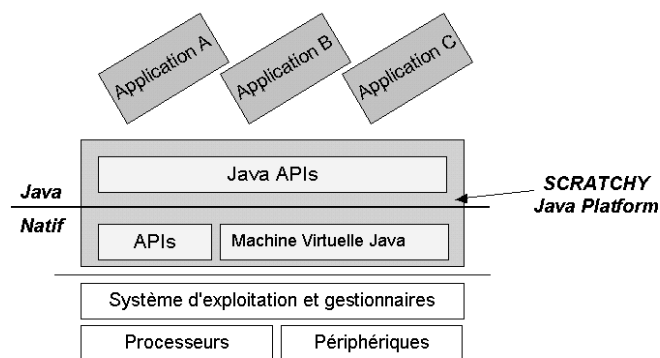 Application A
Application B
Application C
Java APIs
Java
SCRATCHY
Java Platform
Natif
APIs
Machine Virtuelle Java
Système d'exploitation et gestionnaires
Processeurs
Périphériques